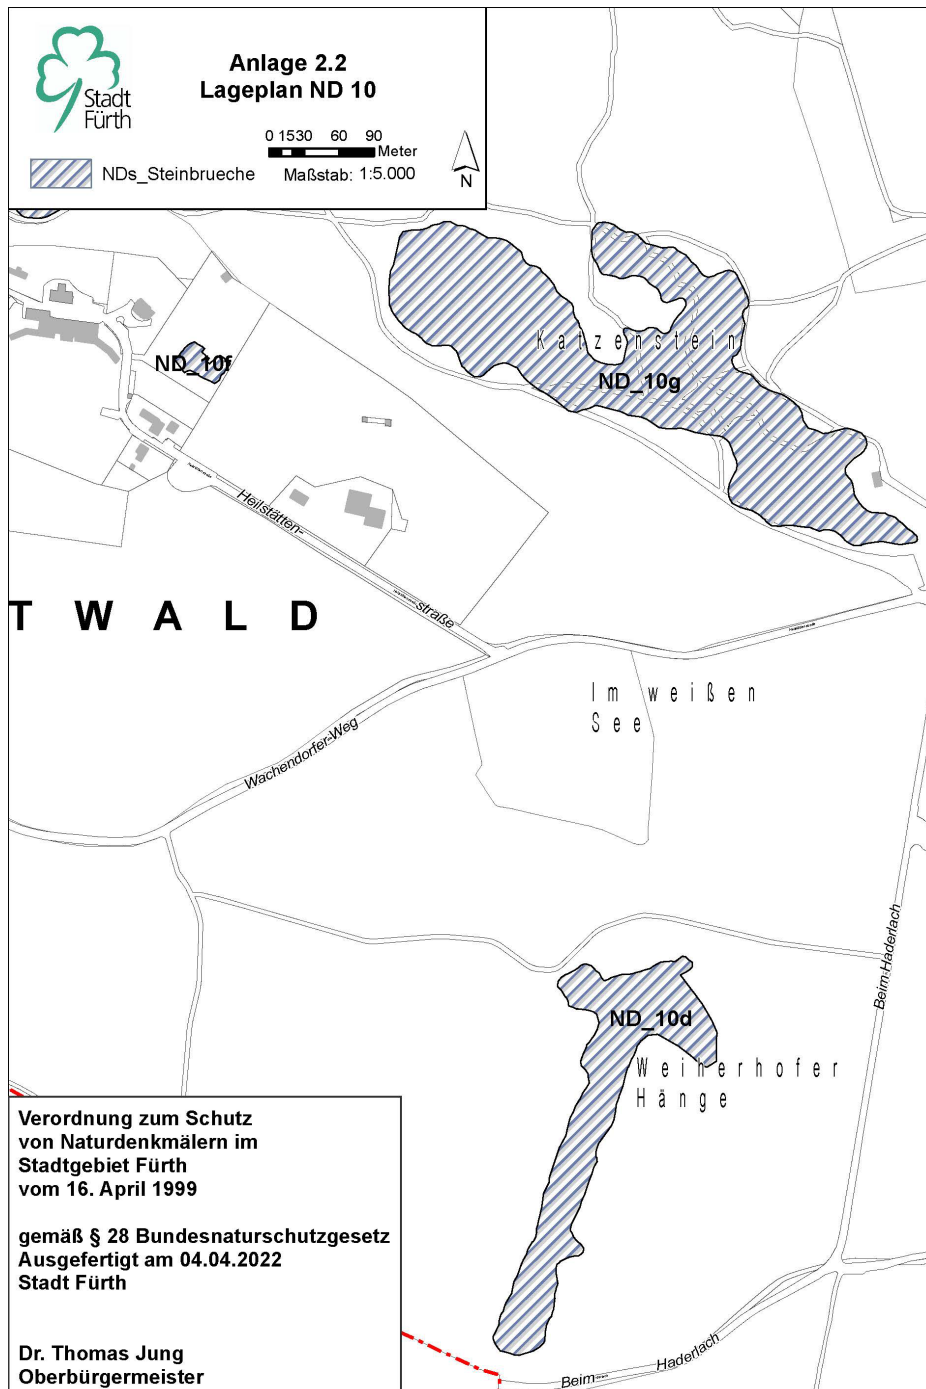 Anlage 2.2
Lageplan ND 10
Stadt
Fürth
0 1530 60 90
Meter
NDs_Steinbrueche
Maßstab: 1:5.000
N
Katzenstein
ND_10f
ND_10g
Heilstätten-
straße
TWALD
Im weißen
See
Wachendorfer-Weg
Beim-Haderlach
ND_10d
Weiherhofer
Hänge
Verordnung zum Schutz
von Naturdenkmälern im
Stadtgebiet Fürth
vom 16. April 1999
gemäß § 28 Bundesnaturschutzgesetz
Ausgefertigt am 04.04.2022
Stadt Fürth
Dr. Thomas Jung
Oberbürgermeister
Beim
Haderlach